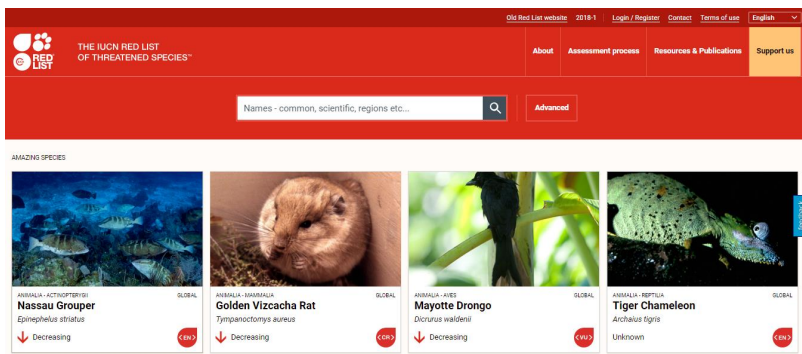 Old Red List website 2018-1 Login / Register Contact Terms of use English
RED
LIST
THE IUCN RED LIST
OF THREATENED SPECIES™
About Assessment process Resources & Publications Support us
Names - common, scientific, regions etc... Advanced
AMAZING SPECIES
ANIMALIA - ACTINOPTERYGII GLOBAL
Nassau Grouper
Epinephelus striatus
Decreasing <EN>
ANIMALIA - MAMMALIA GLOBAL
Golden Vizcacha Rat
Tympanoctomys aureus
Decreasing <CR>
ANIMALIA - AVES GLOBAL
Mayotte Drongo
Dicrurus waldenii
Decreasing <VU>
ANIMALIA - REPTILIA GLOBAL
Tiger Chameleon
Archaius tigris
Unknown <EN>